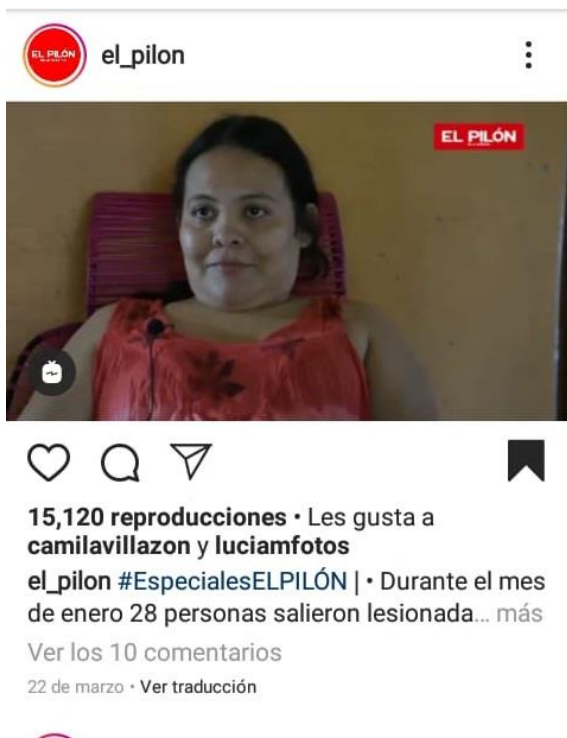 EL PILÓN
el_pilon
EL PILÓN
15,120 reproducciones • Les gusta a
camilavillazon y luciamfotos
el_pilon #EspecialesELPILÓN | • Durante el mes
de enero 28 personas salieron lesionada... más
Ver los 10 comentarios
22 de marzo • Ver traducción